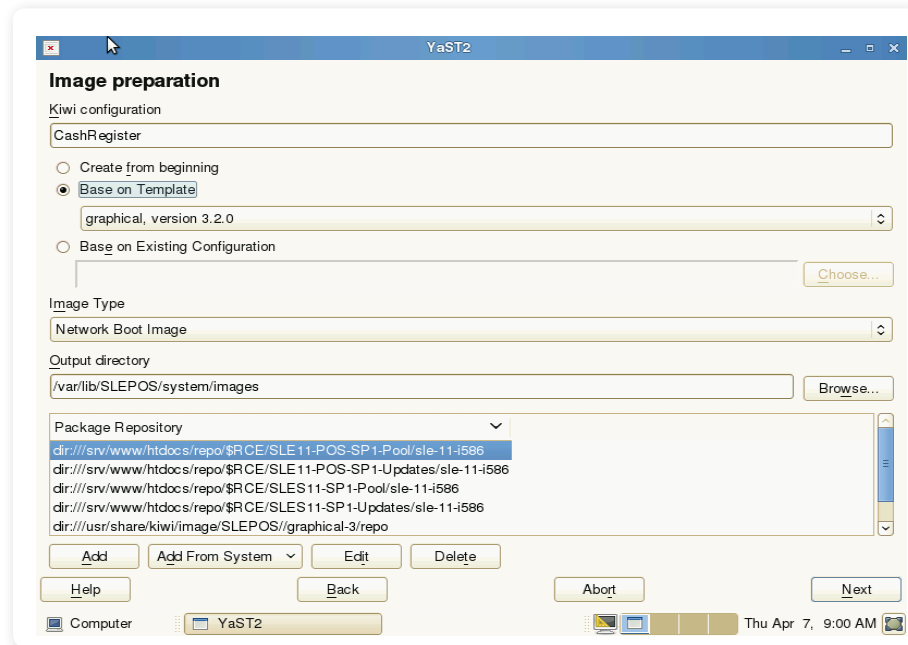 YaST2
Image preparation
Kiwi configuration
CashRegister
Create from beginning
Base on Template
graphical, version 3.2.0
Base on Existing Configuration
Choose...
Image Type
Network Boot Image
Output directory
/var/lib/SLEPOS/system/images
Browse...
Package Repository
dir:///srv/www/htdocs/repo/$RCE/SLE11-POS-SP1-Pool/sle-11-i586
dir:///srv/www/htdocs/repo/$RCE/SLE11-POS-SP1-Updates/sle-11-i586
dir:///srv/www/htdocs/repo/$RCE/SLES11-SP1-Pool/sle-11-i586
dir:///srv/www/htdocs/repo/$RCE/SLES11-SP1-Updates/sle-11-i586
dir:///usr/share/kiwi/image/SLEPOS//graphical-3/repo
Add Add From System Edit Delete
Help Back Abort Next
Computer YaST2 Thu Apr 7, 9:00 AM